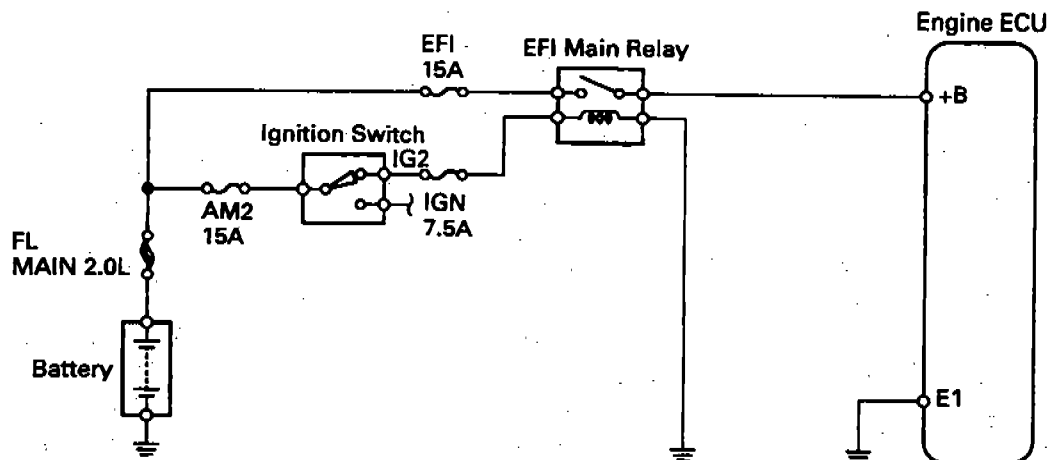 Engine ECU
EFI
15A
EFI Main Relay
+B
Ignition Switch
IG2
AM2
15A
IGN
7.5A
FL
MAIN 2.0L
Battery
E1